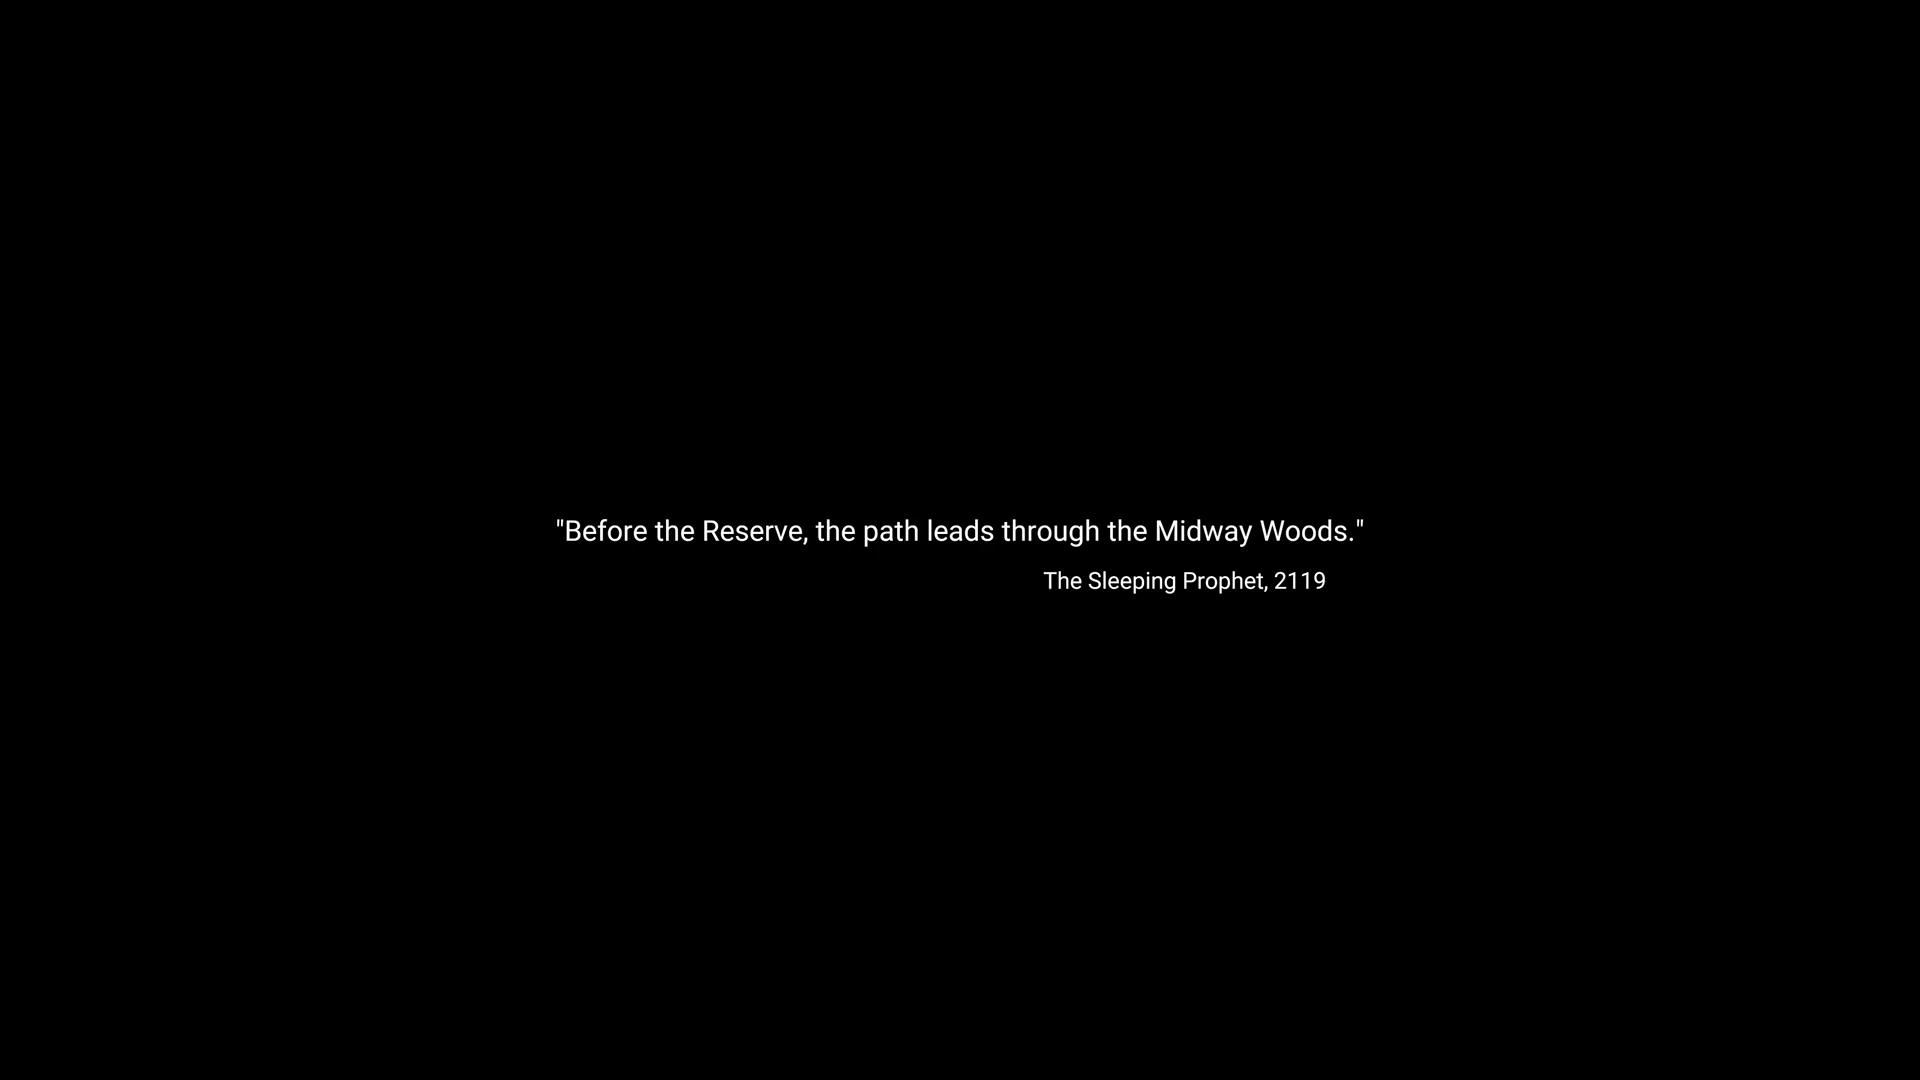 "Before the Reserve, the path leads through the Midway Woods."
The Sleeping Prophet, 2119